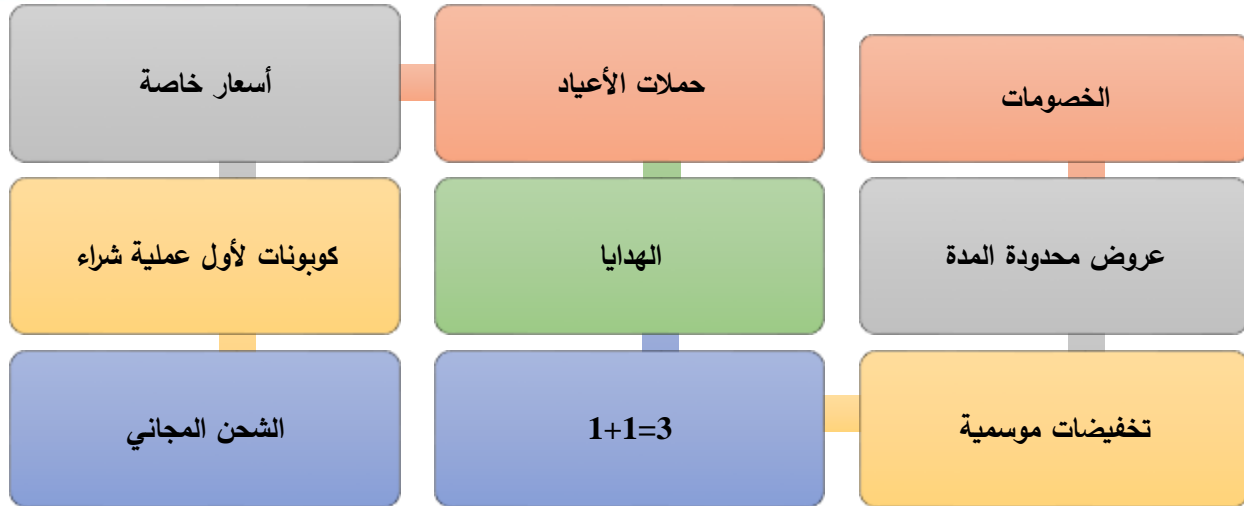 الخصومات
عروض محدودة المدة
تخفيضات موسمية
1+1=3
الهدايا
حملات الأعياد
أسعار خاصة
كوبونات لأول عملية شراء
الشحن المجاني